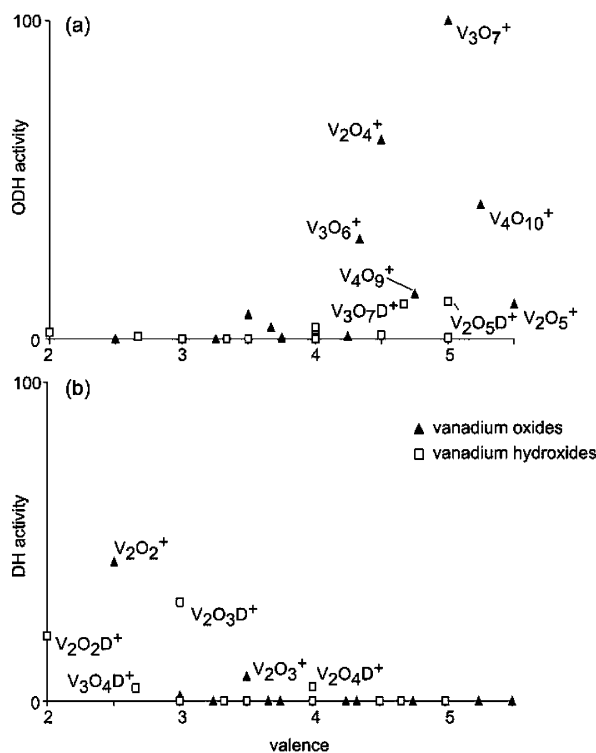 100
(a)
V3O7+
V2O4+
ODH activity
V3O6+
V4O10+
V4O9+
V3O7D+
V2O5D+
V2O5+
0
2
3
4
5
100
(b)
▲ vanadium oxides
□ vanadium hydroxides
DH activity
V2O2+
V2O3D+
V2O2D+
V3O4D+
V2O3+
V2O4D+
0
2
3
4
5
valence